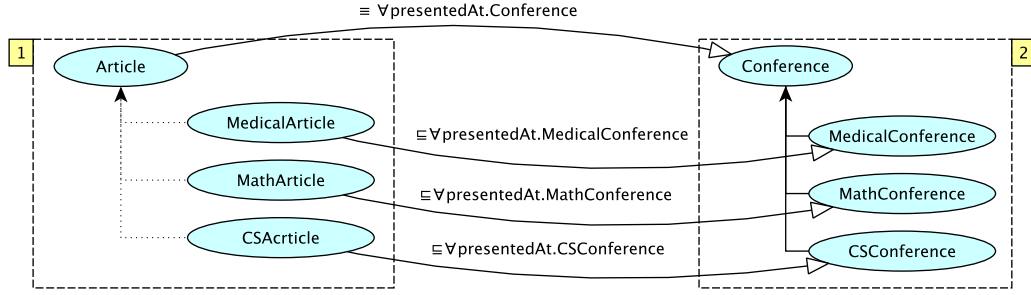 ≡ ∀presentedAt.Conference
1
2
Article
Conference
MedicalArticle
⊑∀presentedAt.MedicalConference
MedicalConference
MathArticle
⊑∀presentedAt.MathConference
MathConference
CSAcrticle
⊑∀presentedAt.CSConference
CSConference